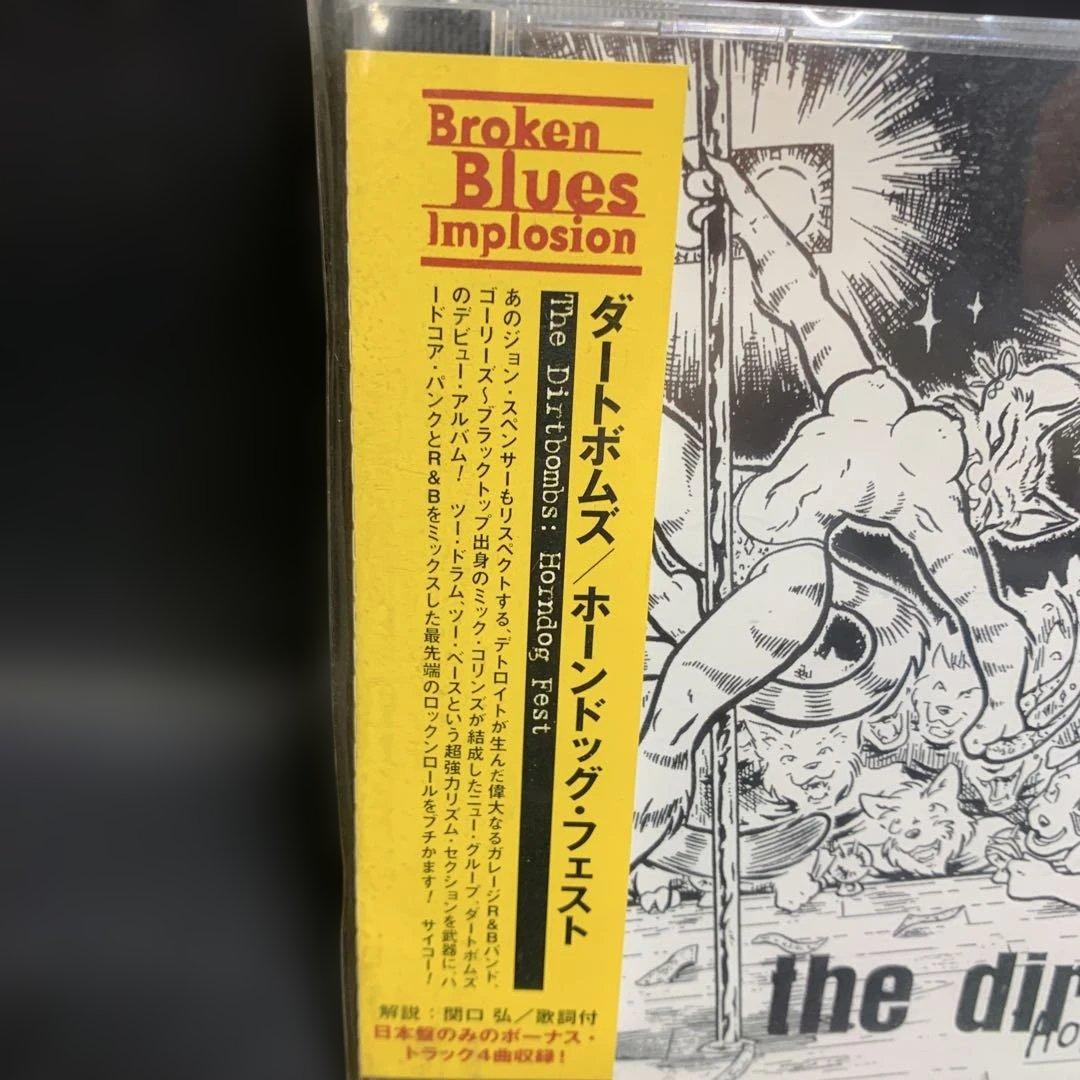 Broken
Blues
Implosion
ダートボムズ／ホーンドッグ・フェスト
The Dirtbombs: Horndog Fest
あのジョン・スペンサーもリスペクトする、デトロイトが生んだ偉大なるガレージR&Bバンド、
ゴーリーズ〜ブラックトップ出身のミック・コリンズが結成したニュー・グループ、ダートボムズ
のデビュー・アルバム！　ツー・ドラム、ツー・ベースという超強力リズム・セクションを武器に、ハ
ードコア・パンクとR&Bをミックスした最先端のロックンロールをブチかます！　サイコー！
解説：関口 弘／歌詞付
日本盤のみのボーナス・
トラック4曲収録！
the dir
Ho